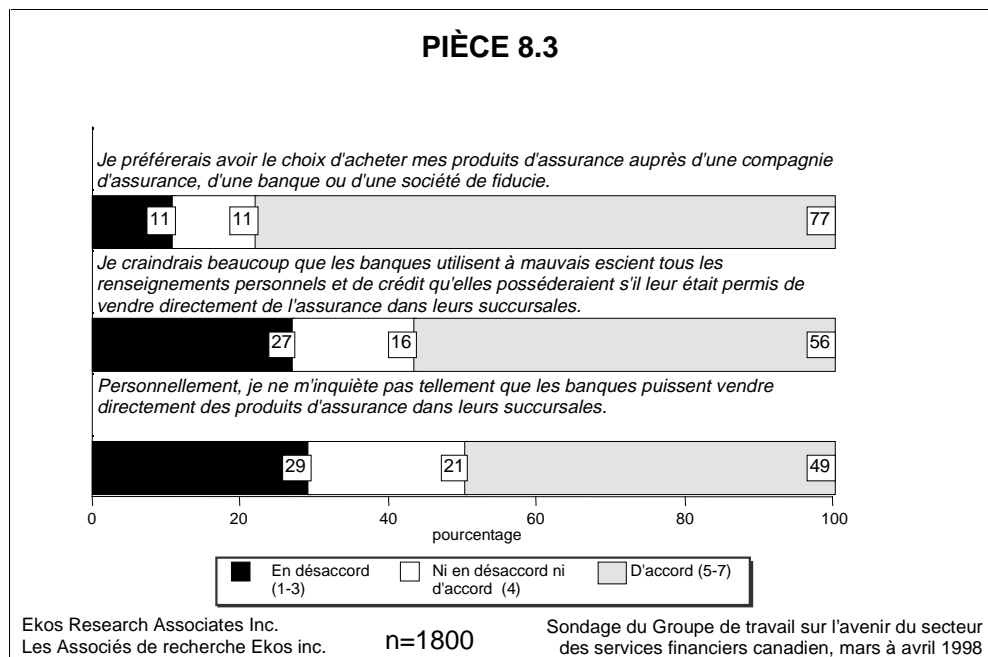 PIÈCE 8.3
Je préférerais avoir le choix d'acheter mes produits d'assurance auprès d'une compagnie
d'assurance, d'une banque ou d'une société de fiducie.
11 11 77
Je craindrais beaucoup que les banques utilisent à mauvais escient tous les
renseignements personnels et de crédit qu'elles posséderaient s'il leur était permis de
vendre directement de l'assurance dans leurs succursales.
27 16 56
Personnellement, je ne m'inquiète pas tellement que les banques puissent vendre
directement des produits d'assurance dans leurs succursales.
29 21 49
0 20 40 60 80 100
pourcentage
En désaccord
(1-3)
Ni en désaccord ni
d'accord (4)
D'accord (5-7)
Ekos Research Associates Inc.
Les Associés de recherche Ekos inc.
n=1800
Sondage du Groupe de travail sur l'avenir du secteur
des services financiers canadien, mars à avril 1998